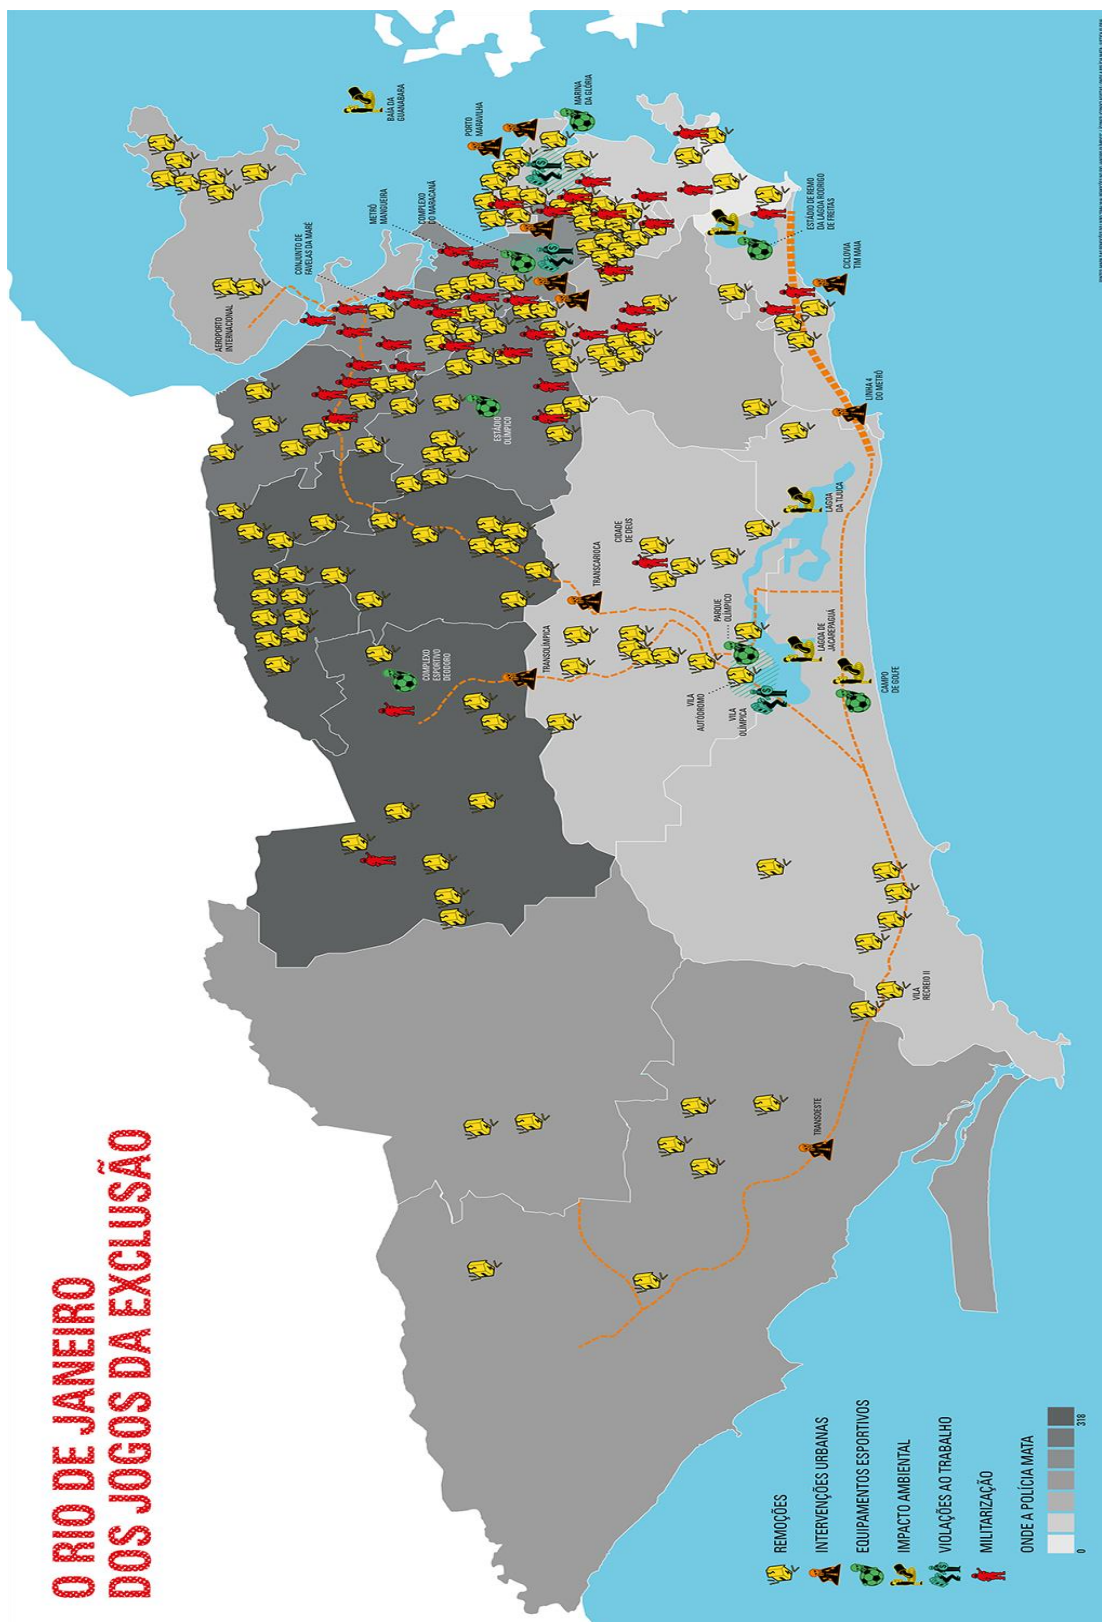 O RIO DE JANEIRO
DOS JOGOS DA EXCLUSÃO
REMOÇÕES
INTERVENÇÕES URBANAS
EQUIPAMENTOS ESPORTIVOS
IMPACTO AMBIENTAL
VIOLAÇÕES AO TRABALHO
MILITARIZAÇÃO
ONDE A POLÍCIA MATA
0
318
TRANSOESTE
VILA
RECREIO II
COMPLEXO
ESPORTIVO
DEODORO
TRANSOLÍMPICA
VILA
AUTÓDROMO
VILA
OLÍMPICA
PARQUE
OLÍMPICO
LAGOA DE
JACAREPAGUÁ
CAMPO
DE GOLFE
TRANSCARIOCA
CIDADE
DE DEUS
LAGOA
DA TIJUCA
LINHA 4
DO METRÔ
ESTÁDIO
OLÍMPICO
AEROPORTO
INTERNACIONAL
CONJUNTO DE
FAVELAS DA MARÉ
METRÔ
MANGUEIRA
COMPLEXO
DO MARACANÃ
CICLOVIA
TIM MAIA
ESTÁDIO DE REMO
DA LAGOA RODRIGO
DE FREITAS
BAÍA DA
GUANABARA
PORTO
MARAVILHA
MARINA
DA GLÓRIA